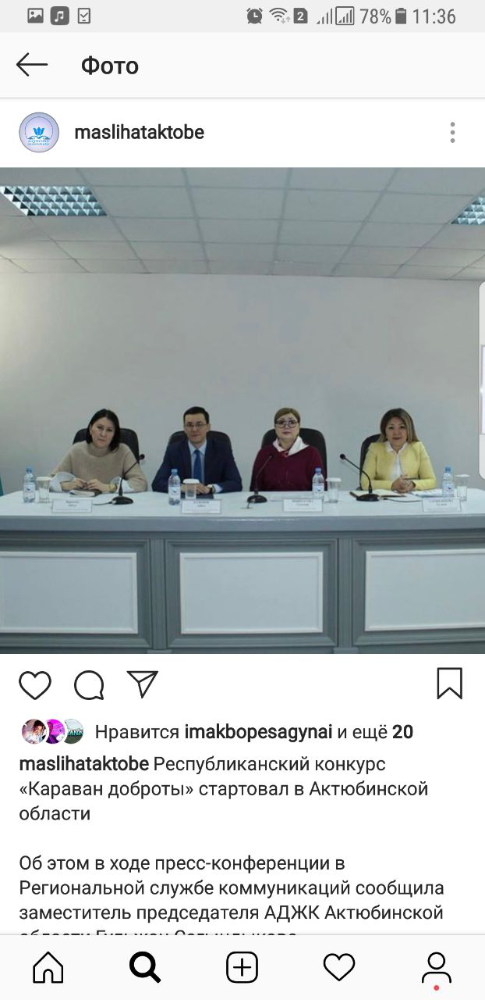 2 78% 11:36
Фото
maslihataktobe
Нравится imakbopesagynai и ещё 20
maslihataktobe Республиканский конкурс
«Караван доброты» стартовал в Актюбинской
области
Об этом в ходе пресс-конференции в
Региональной службе коммуникаций сообщила
заместитель председателя АДЖК Актюбинской